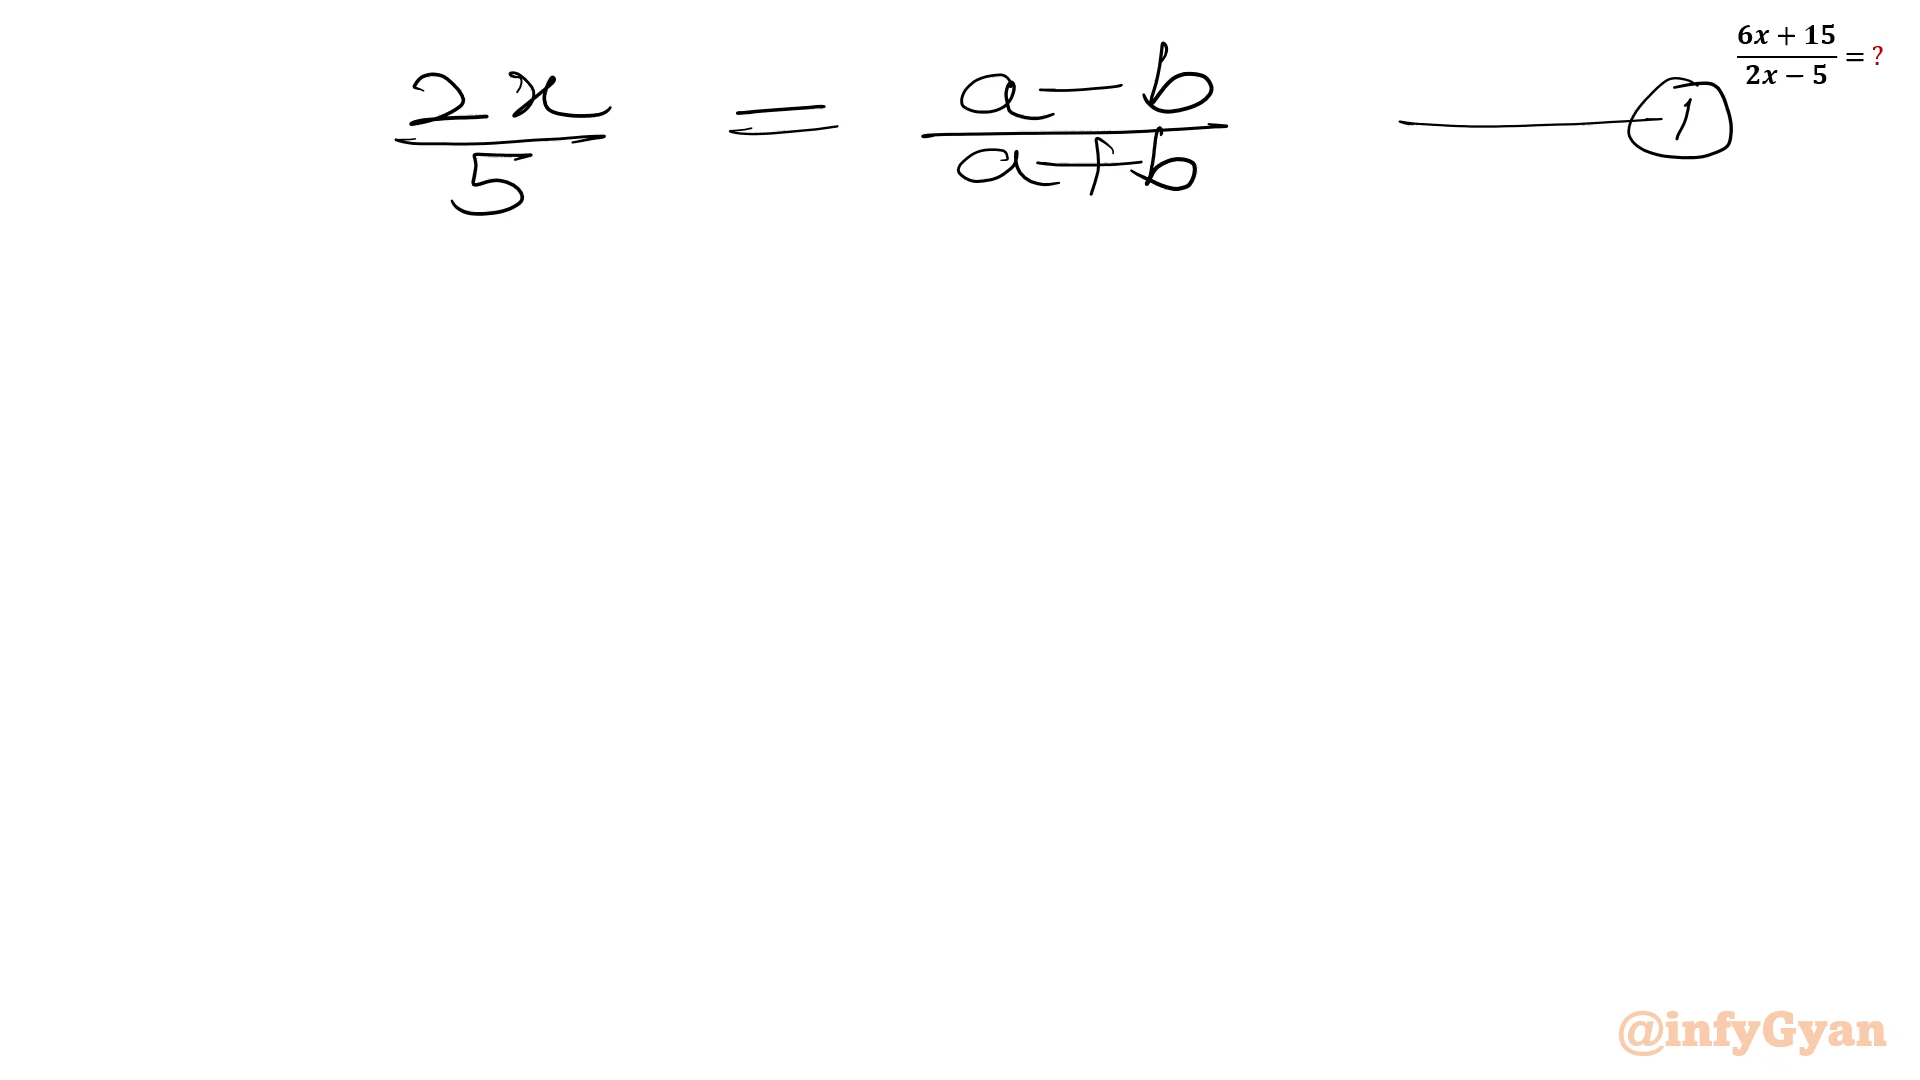 2x/5 = (a-b)/(a+b) —— 1
6x + 15/2x − 5 = ?
@infyGyan